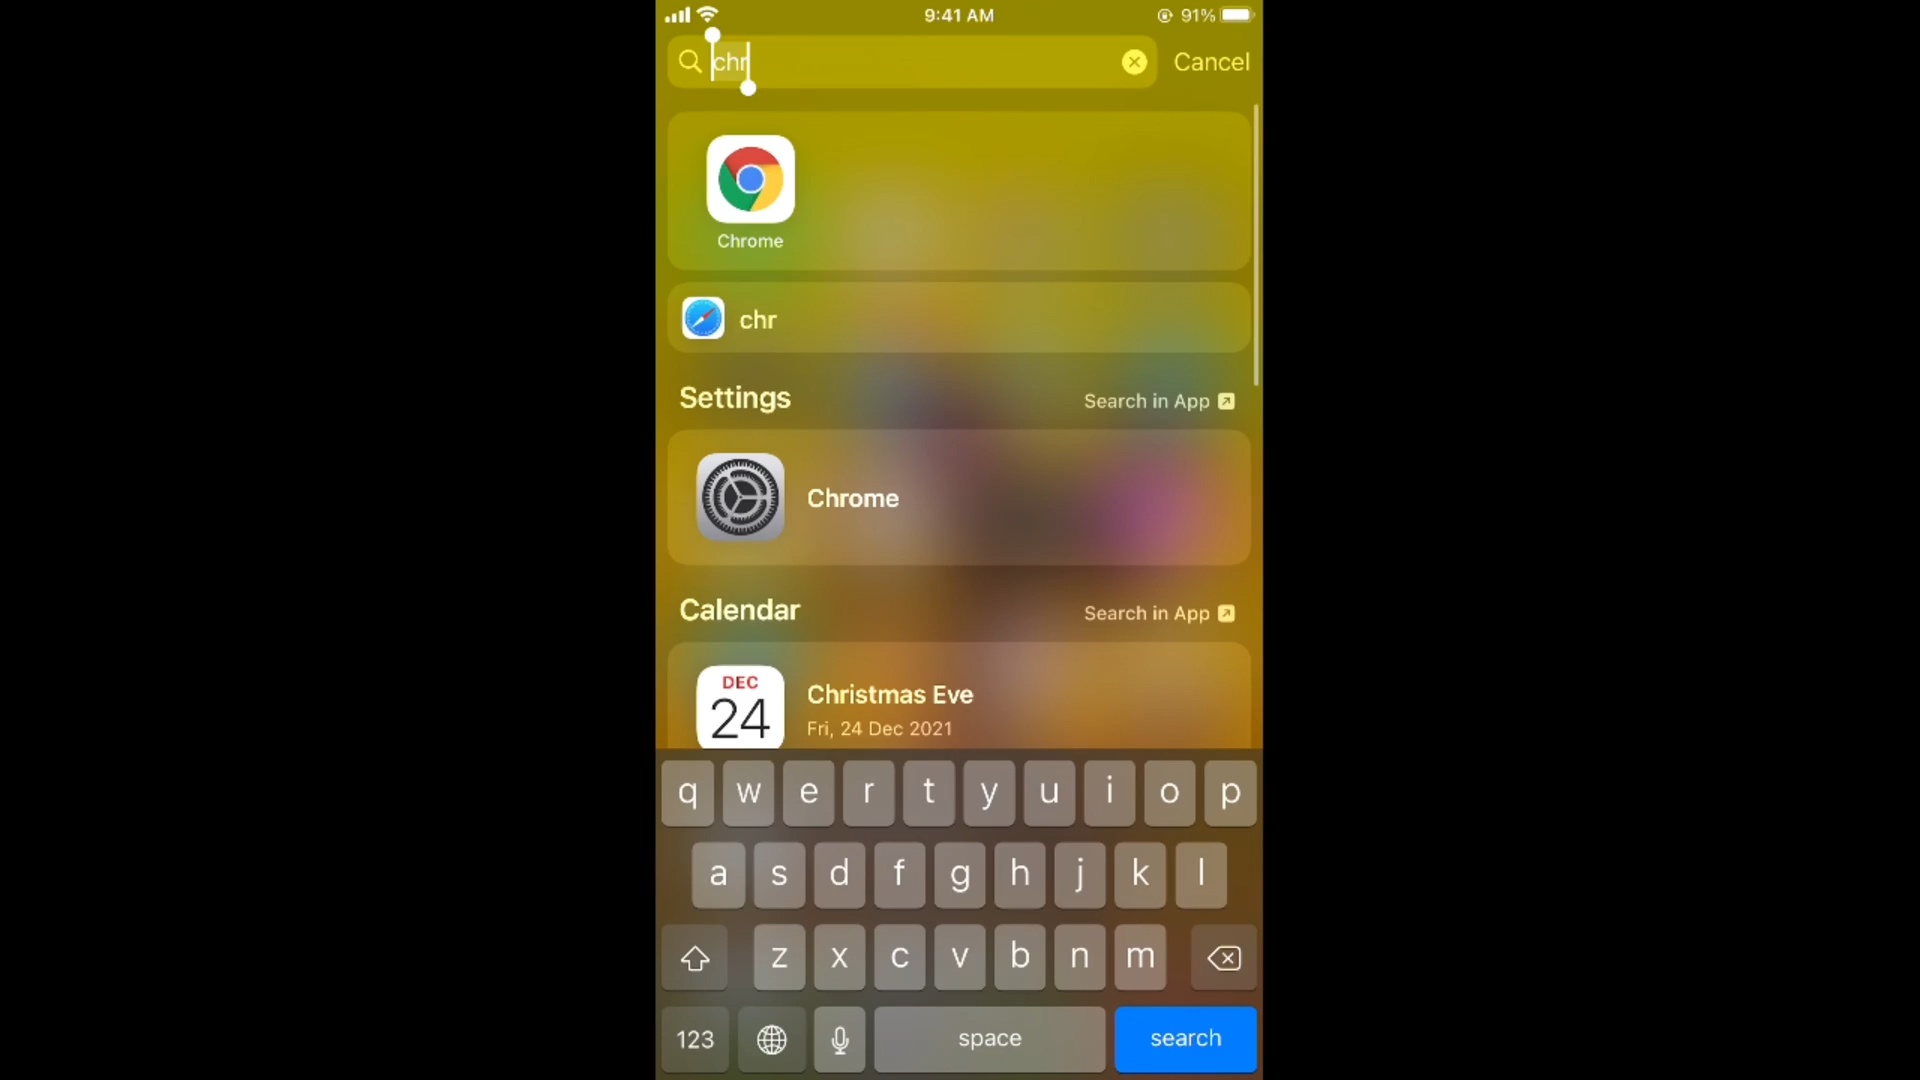 9:41 AM
91%
chr
Cancel
Chrome
chr
Settings
Search in App
Chrome
Calendar
Search in App
DEC
24
Christmas Eve
Fri, 24 Dec 2021
q w e r t y u i o p
a s d f g h j k l
z x c v b n m
123
space
search